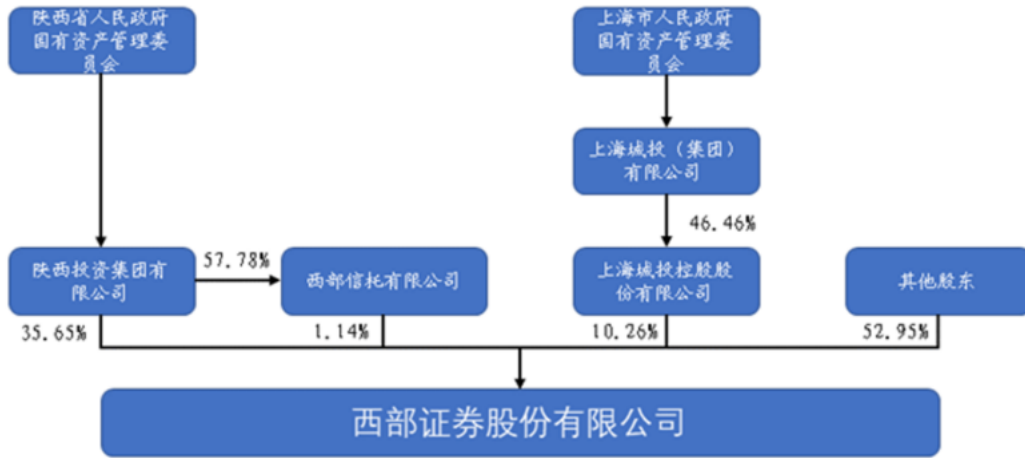 陕西省人民政府
国有资产管理委
员会
上海市人民政府
国有资产管理委
员会
上海城投（集团）
有限公司
46.46%
陕西投资集团有
限公司
57.78%
西部信托有限公司
上海城投控股股
份有限公司
其他股东
35.65%
1.14%
10.26%
52.95%
西部证券股份有限公司